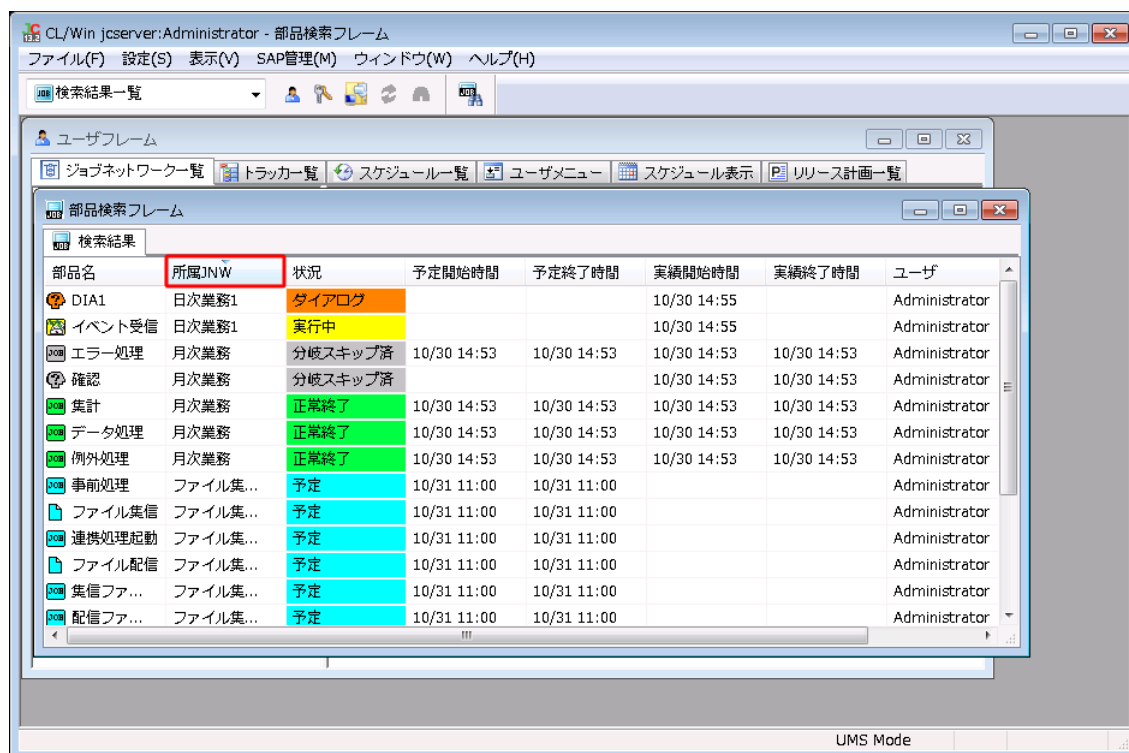 CL/Win jcserver:Administrator - 部品検索フレーム
ファイル(F) 設定(S) 表示(V) SAP管理(M) ウィンドウ(W) ヘルプ(H)
検索結果一覧
ユーザフレーム
ジョブネットワーク一覧 トラッカ一覧 スケジュール一覧 ユーザメニュー スケジュール表示 リリース計画一覧
部品検索フレーム
検索結果
部品名 所属JNW 状況 予定開始時間 予定終了時間 実績開始時間 実績終了時間 ユーザ
DIA1 日次業務1 ダイアログ 10/30 14:55 Administrator
イベント受信 日次業務1 実行中 10/30 14:55 Administrator
エラー処理 月次業務 分岐スキップ済 10/30 14:53 10/30 14:53 10/30 14:53 10/30 14:53 Administrator
確認 月次業務 分岐スキップ済 10/30 14:53 10/30 14:53 Administrator
集計 月次業務 正常終了 10/30 14:53 10/30 14:53 10/30 14:53 10/30 14:53 Administrator
データ処理 月次業務 正常終了 10/30 14:53 10/30 14:53 10/30 14:53 10/30 14:53 Administrator
例外処理 月次業務 正常終了 10/30 14:53 10/30 14:53 10/30 14:53 10/30 14:53 Administrator
事前処理 ファイル集... 予定 10/31 11:00 10/31 11:00 Administrator
ファイル集信 ファイル集... 予定 10/31 11:00 10/31 11:00 Administrator
連携処理起動 ファイル集... 予定 10/31 11:00 10/31 11:00 Administrator
ファイル配信 ファイル集... 予定 10/31 11:00 10/31 11:00 Administrator
集信ファ... ファイル集... 予定 10/31 11:00 10/31 11:00 Administrator
配信ファ... ファイル集... 予定 10/31 11:00 10/31 11:00 Administrator
UMS Mode